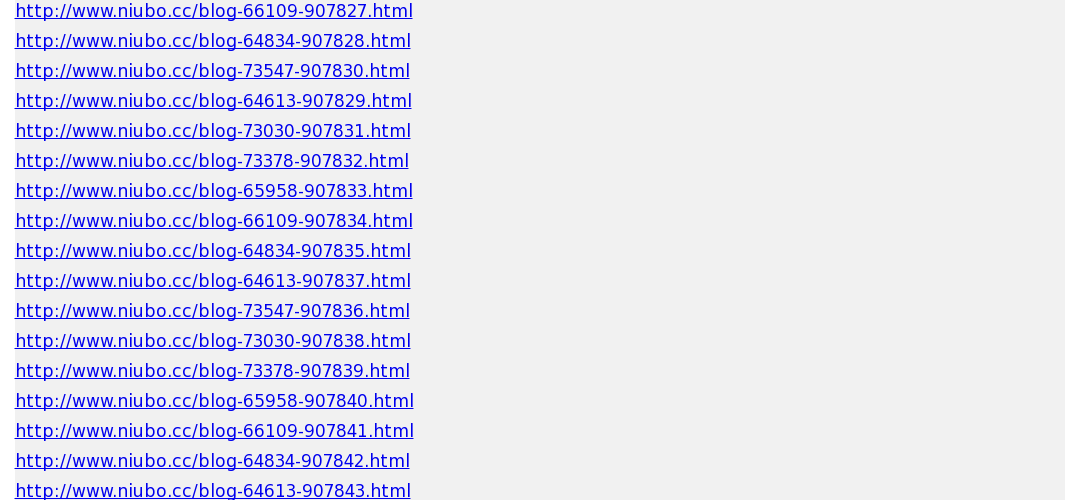 http://www.niubo.cc/blog-66109-907827.html
http://www.niubo.cc/blog-64834-907828.html
http://www.niubo.cc/blog-73547-907830.html
http://www.niubo.cc/blog-64613-907829.html
http://www.niubo.cc/blog-73030-907831.html
http://www.niubo.cc/blog-73378-907832.html
http://www.niubo.cc/blog-65958-907833.html
http://www.niubo.cc/blog-66109-907834.html
http://www.niubo.cc/blog-64834-907835.html
http://www.niubo.cc/blog-64613-907837.html
http://www.niubo.cc/blog-73547-907836.html
http://www.niubo.cc/blog-73030-907838.html
http://www.niubo.cc/blog-73378-907839.html
http://www.niubo.cc/blog-65958-907840.html
http://www.niubo.cc/blog-66109-907841.html
http://www.niubo.cc/blog-64834-907842.html
http://www.niubo.cc/blog-64613-907843.html